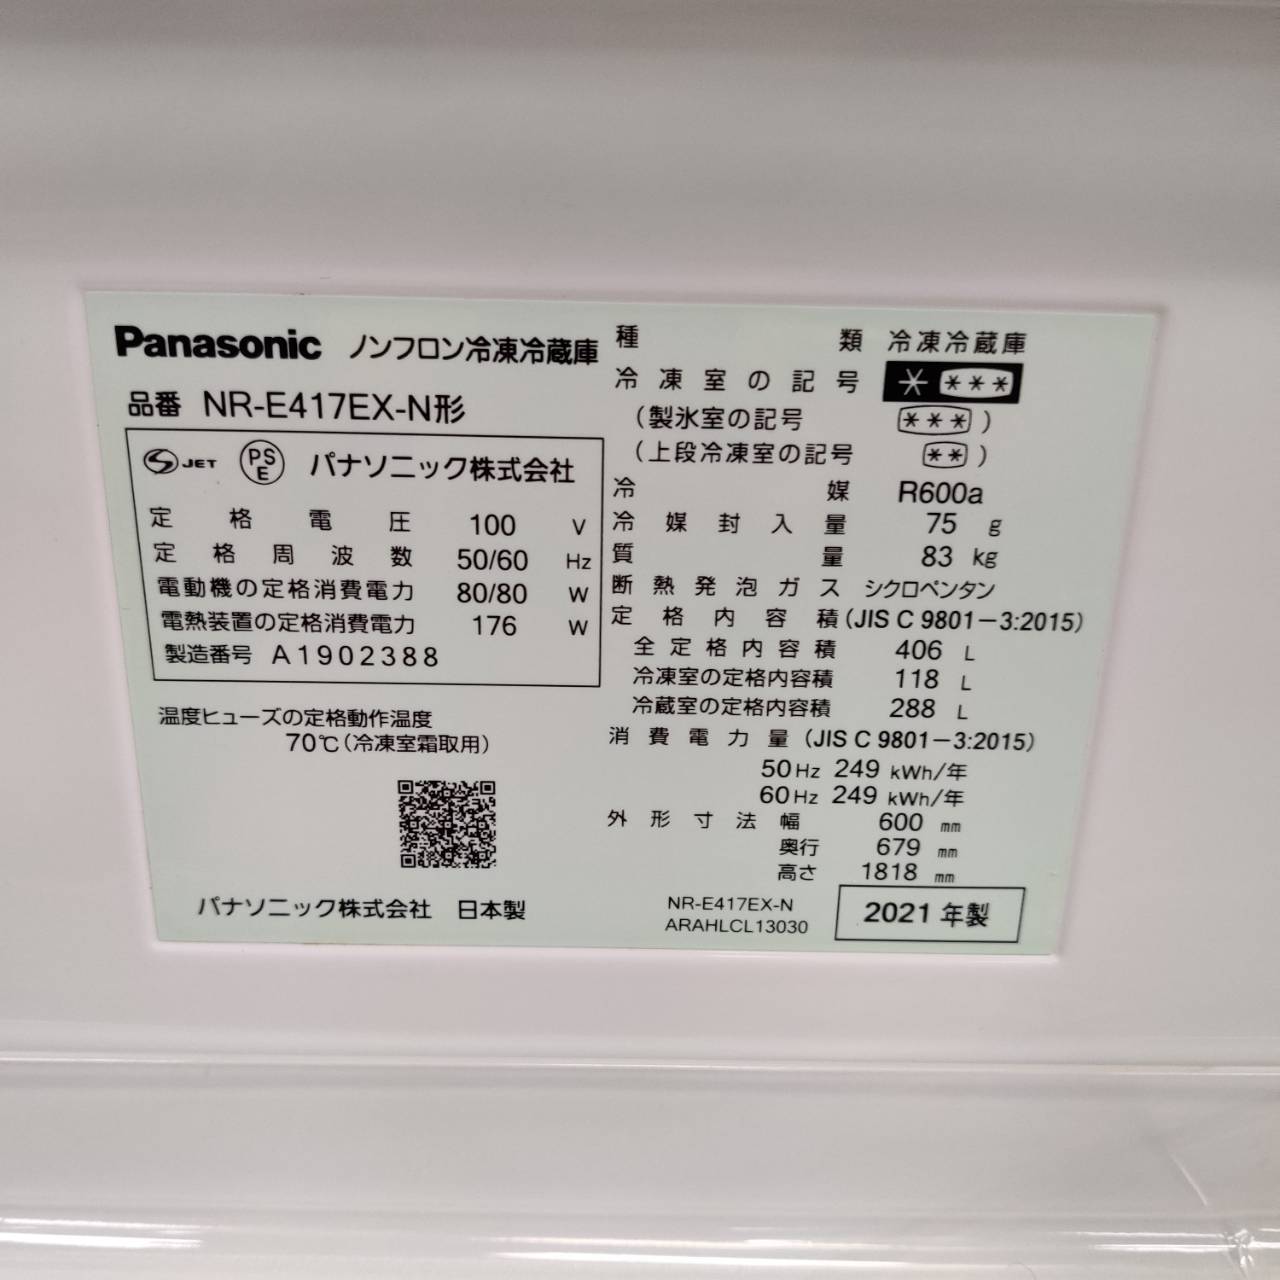 Panasonic ノンフロン冷凍冷蔵庫
品番 NR-E417EX-N形
S JET PS E パナソニック株式会社
定格電圧 100 V
定格周波数 50/60 Hz
電動機の定格消費電力 80/80 W
電熱装置の定格消費電力 176 W
製造番号 A1902388
温度ヒューズの定格動作温度
70℃(冷凍室霜取用)
パナソニック株式会社 日本製
種類 冷凍冷蔵庫
冷凍室の記号 * ***
(製氷室の記号 ***)
(上段冷凍室の記号 **)
冷媒 R600a
冷媒封入量 75 g
質量 83 kg
断熱発泡ガス シクロペンタン
定格内容積(JIS C 9801-3:2015)
全定格内容積 406 L
冷凍室の定格内容積 118 L
冷蔵室の定格内容積 288 L
消費電力量(JIS C 9801-3:2015)
50Hz 249 kWh/年
60Hz 249 kWh/年
外形寸法幅 600 mm
奥行 679 mm
高さ 1818 mm
NR-E417EX-N
ARAHLCL13030
2021年製